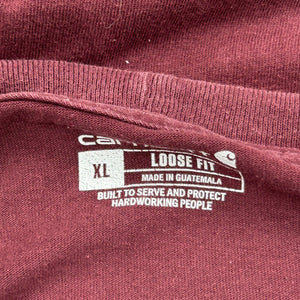 XL
LOOSE FIT
MADE IN GUATEMALA
BUILT TO SERVE AND PROTECT
HARDWORKING PEOPLE